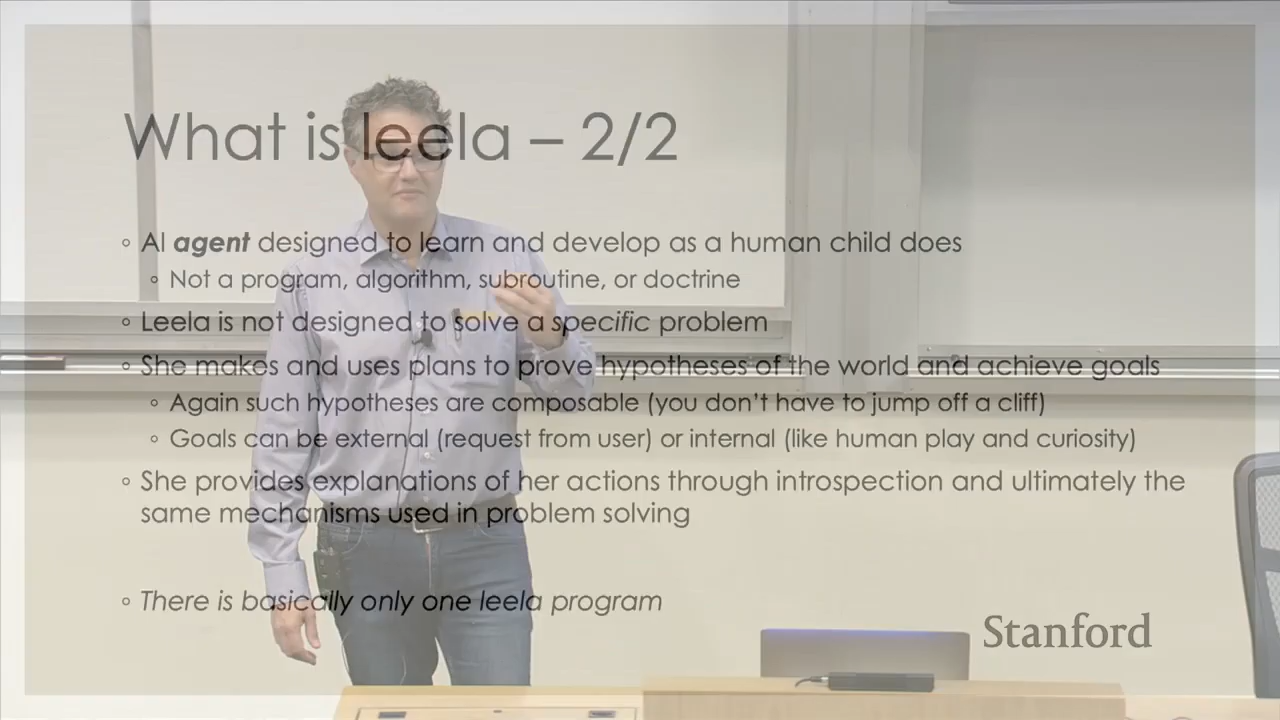 What is leela – 2/2
◦ AI agent designed to learn and develop as a human child does
◦ Not a program, algorithm, subroutine, or doctrine
◦ Leela is not designed to solve a specific problem
◦ She makes and uses plans to prove hypotheses of the world and achieve goals
◦ Again such hypotheses are composable (you don’t have to jump off a cliff)
◦ Goals can be external (request from user) or internal (like human play and curiosity)
◦ She provides explanations of her actions through introspection and ultimately the
same mechanisms used in problem solving
◦ There is basically only one leela program
Stanford